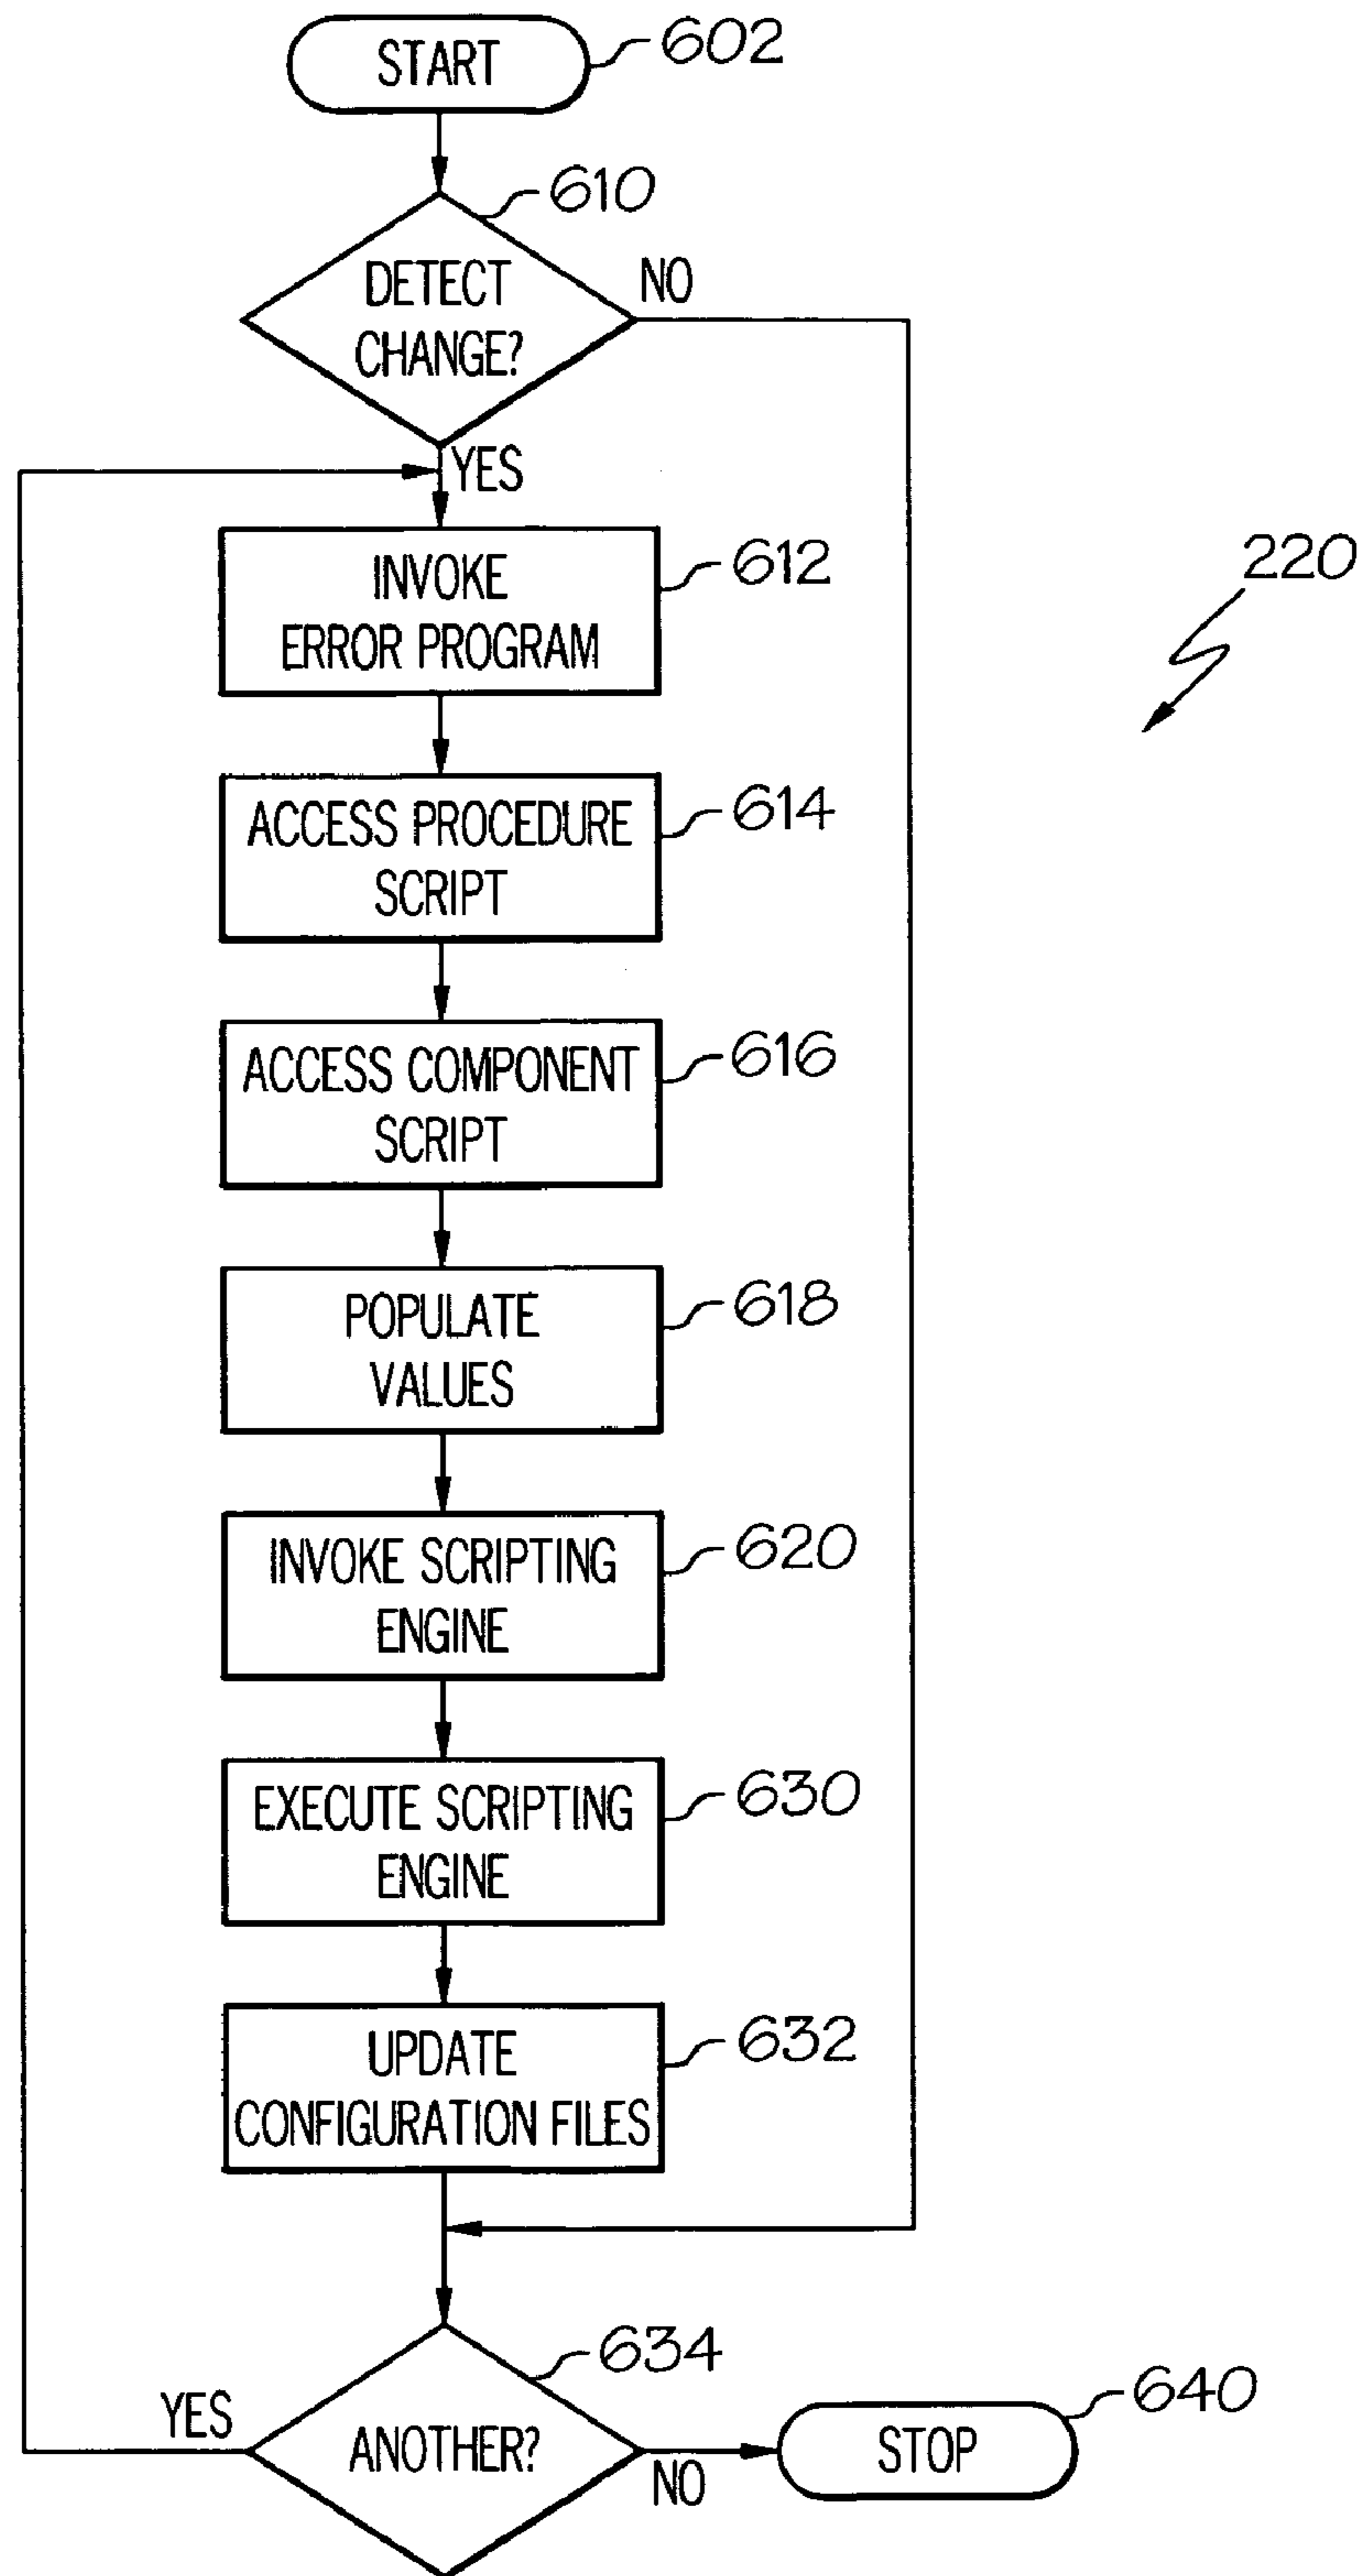 START
602
610
DETECT
CHANGE?
NO
YES
INVOKE
ERROR PROGRAM
612
220
ACCESS PROCEDURE
SCRIPT
614
ACCESS COMPONENT
SCRIPT
616
POPULATE
VALUES
618
INVOKE SCRIPTING
ENGINE
620
EXECUTE SCRIPTING
ENGINE
630
UPDATE
CONFIGURATION FILES
632
634
YES
ANOTHER?
NO
STOP
640